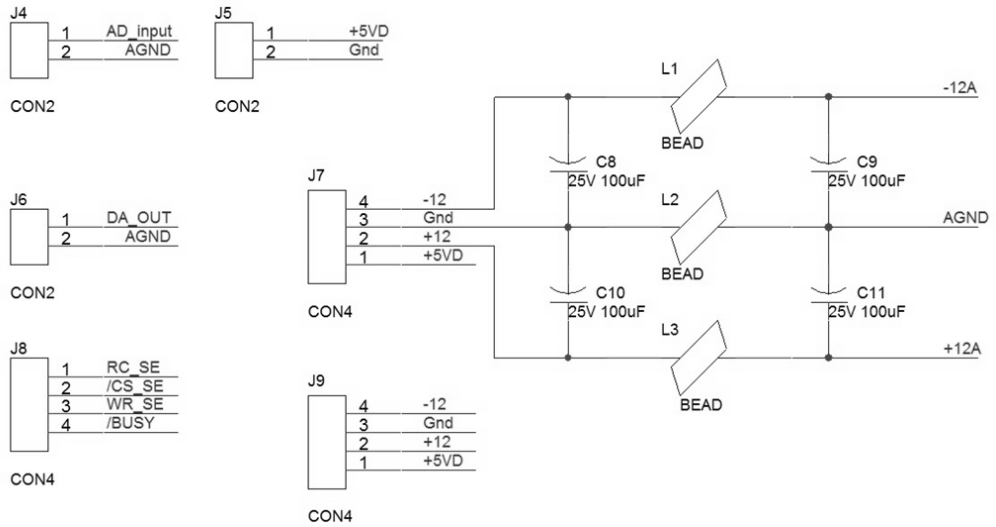 J4
1 AD_input
2 AGND
CON2
J5
1 +5VD
2 Gnd
CON2
J6
1 DA_OUT
2 AGND
CON2
J8
1 RC_SE
2 /CS_SE
3 WR_SE
4 /BUSY
CON4
J7
4 -12
3 Gnd
2 +12
1 +5VD
CON4
J9
4 -12
3 Gnd
2 +12
1 +5VD
CON4
L1
BEAD
-12A
C8
25V 100uF
C9
25V 100uF
L2
BEAD
AGND
C10
25V 100uF
C11
25V 100uF
L3
BEAD
+12A